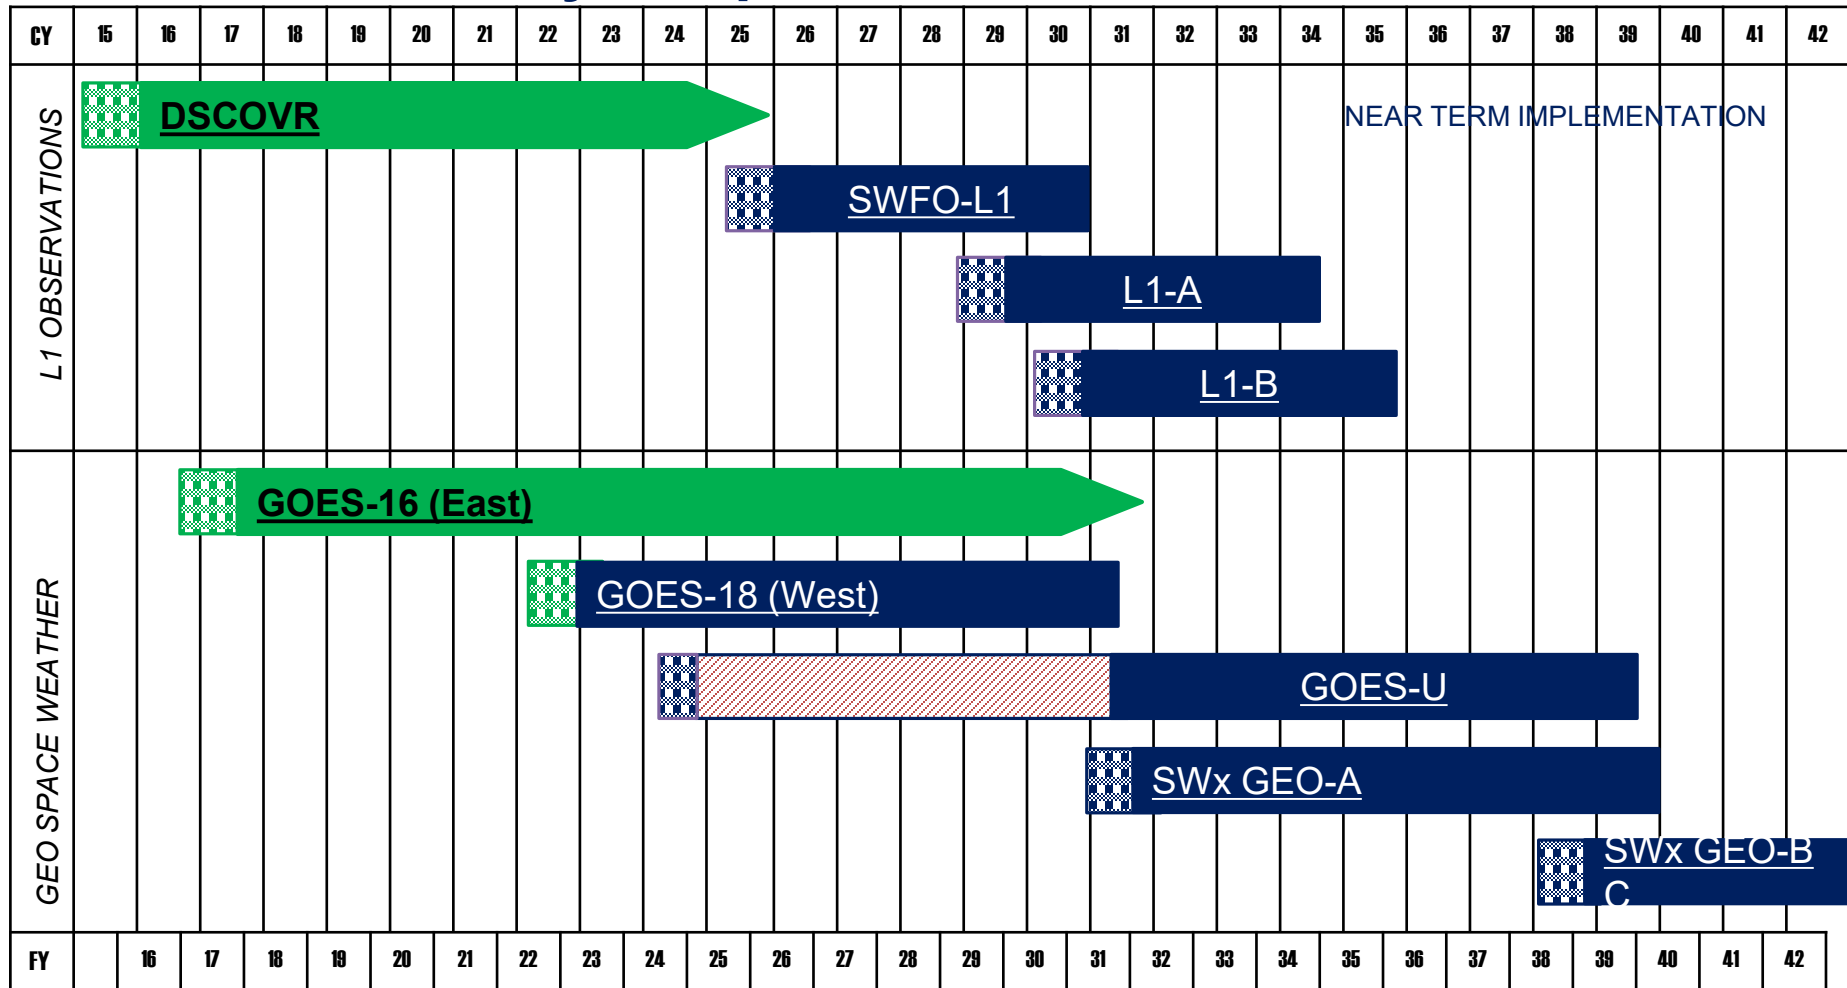 CY 15 16 17 18 19 20 21 22 23 24 25 26 27 28 29 30 31 32 33 34 35 36 37 38 39 40 41 42
L1 OBSERVATIONS
DSCOVR
NEAR TERM IMPLEMENTATION
SWFO-L1
L1-A
L1-B
GEO SPACE WEATHER
GOES-16 (East)
GOES-18 (West)
GOES-U
SWx GEO-A
SWx GEO-B
C
FY 16 17 18 19 20 21 22 23 24 25 26 27 28 29 30 31 32 33 34 35 36 37 38 39 40 41 42